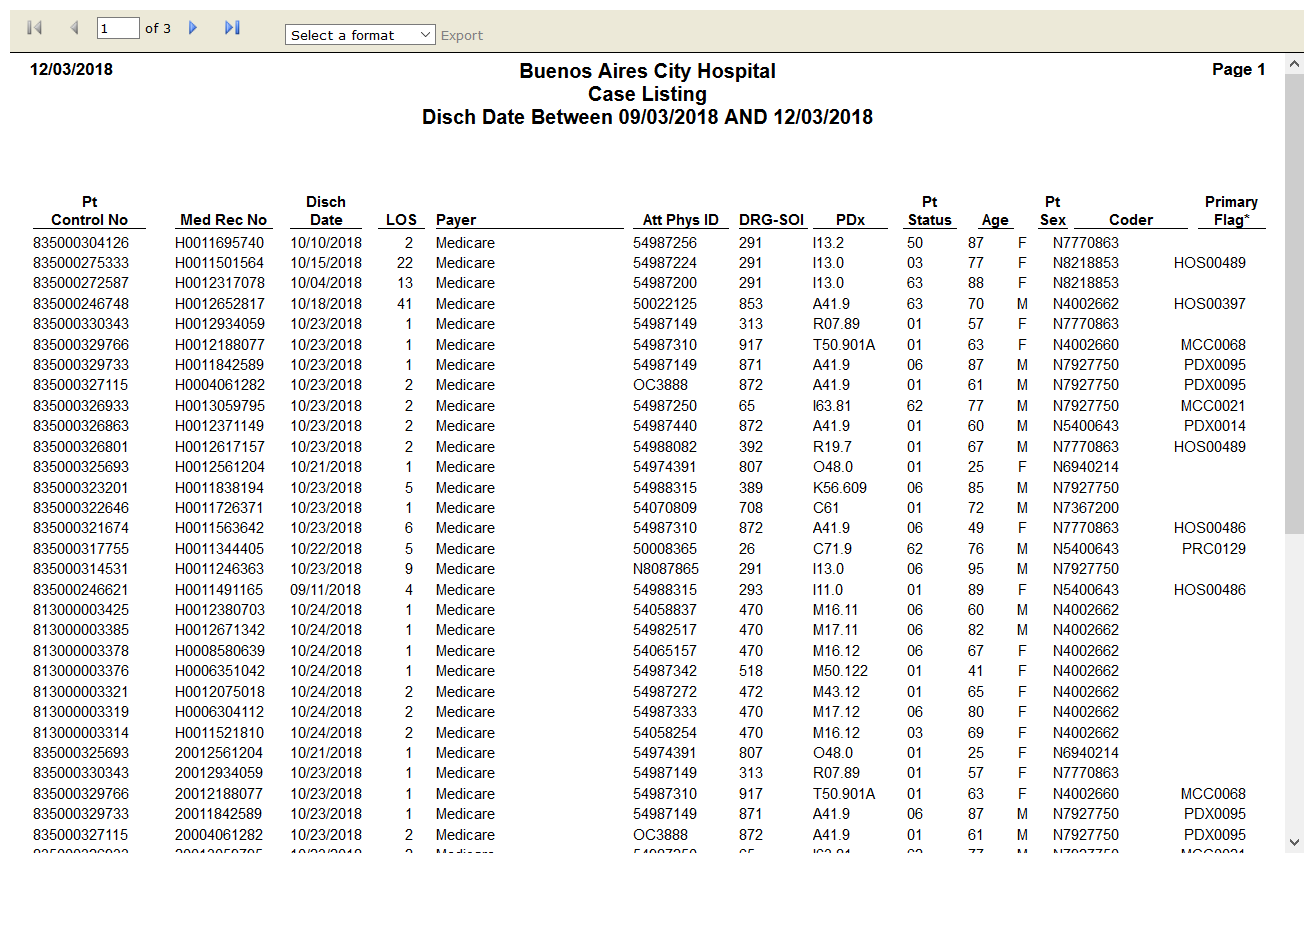 1 of 3 Select a format Export
12/03/2018 Buenos Aires City Hospital Page 1
Case Listing
Disch Date Between 09/03/2018 AND 12/03/2018
Pt Disch Pt Pt Primary
Control No Med Rec No Date LOS Payer Att Phys ID DRG-SOI PDx Status Age Sex Coder Flag*
835000304126 H0011695740 10/10/2018 2 Medicare 54987256 291 I13.2 50 87 F N7770863
835000275333 H0011501564 10/15/2018 22 Medicare 54987224 291 I13.0 03 77 F N8218853 HOS00489
835000272587 H0012317078 10/04/2018 13 Medicare 54987200 291 I13.0 63 88 F N8218853
835000246748 H0012652817 10/18/2018 41 Medicare 50022125 853 A41.9 63 70 M N4002662 HOS00397
835000330343 H0012934059 10/23/2018 1 Medicare 54987149 313 R07.89 01 57 F N7770863
835000329766 H0012188077 10/23/2018 1 Medicare 54987310 917 T50.901A 01 63 F N4002660 MCC0068
835000329733 H0011842589 10/23/2018 1 Medicare 54987149 871 A41.9 06 87 M N7927750 PDX0095
835000327115 H0004061282 10/23/2018 2 Medicare OC3888 872 A41.9 01 61 M N7927750 PDX0095
835000326933 H0013059795 10/23/2018 2 Medicare 54987250 65 I63.81 62 77 M N7927750 MCC0021
835000326863 H0012371149 10/23/2018 2 Medicare 54987440 872 A41.9 01 60 M N5400643 PDX0014
835000326801 H0012617157 10/23/2018 2 Medicare 54988082 392 R19.7 01 67 M N7770863 HOS00489
835000325693 H0012561204 10/21/2018 1 Medicare 54974391 807 O48.0 01 25 F N6940214
835000323201 H0011838194 10/23/2018 5 Medicare 54988315 389 K56.609 06 85 M N7927750
835000322646 H0011726371 10/23/2018 1 Medicare 54070809 708 C61 01 72 M N7367200
835000321674 H0011563642 10/23/2018 6 Medicare 54987310 872 A41.9 06 49 F N7770863 HOS00486
835000317755 H0011344405 10/22/2018 5 Medicare 50008365 26 C71.9 62 76 M N5400643 PRC0129
835000314531 H0011246363 10/23/2018 9 Medicare N8087865 291 I13.0 06 95 M N7927750
835000246621 H0011491165 09/11/2018 4 Medicare 54988315 293 I11.0 01 89 F N5400643 HOS00486
813000003425 H0012380703 10/24/2018 1 Medicare 54058837 470 M16.11 06 60 M N4002662
813000003385 H0012671342 10/24/2018 1 Medicare 54982517 470 M17.11 06 82 M N4002662
813000003378 H0008580639 10/24/2018 1 Medicare 54065157 470 M16.12 06 67 F N4002662
813000003376 H0006351042 10/24/2018 1 Medicare 54987342 518 M50.122 01 41 F N4002662
813000003321 H0012075018 10/24/2018 2 Medicare 54987272 472 M43.12 01 65 F N4002662
813000003319 H0006304112 10/24/2018 2 Medicare 54987333 470 M17.12 06 80 F N4002662
813000003314 H0011521810 10/24/2018 2 Medicare 54058254 470 M16.12 03 69 F N4002662
835000325693 20012561204 10/21/2018 1 Medicare 54974391 807 O48.0 01 25 F N6940214
835000330343 20012934059 10/23/2018 1 Medicare 54987149 313 R07.89 01 57 F N7770863
835000329766 20012188077 10/23/2018 1 Medicare 54987310 917 T50.901A 01 63 F N4002660 MCC0068
835000329733 20011842589 10/23/2018 1 Medicare 54987149 871 A41.9 06 87 M N7927750 PDX0095
835000327115 20004061282 10/23/2018 2 Medicare OC3888 872 A41.9 01 61 M N7927750 PDX0095